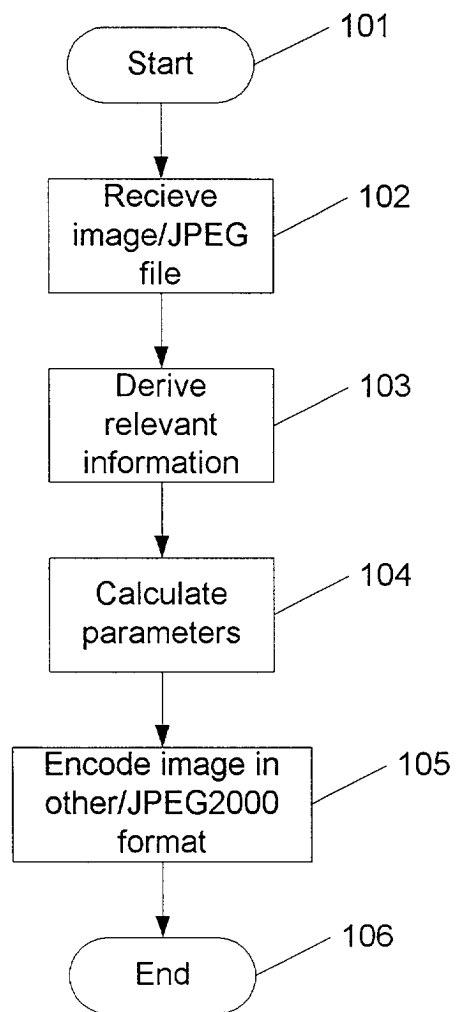 Start
101
Recieve
image/JPEG
file
102
Derive
relevant
information
103
Calculate
parameters
104
Encode image in
other/JPEG2000
format
105
End
106